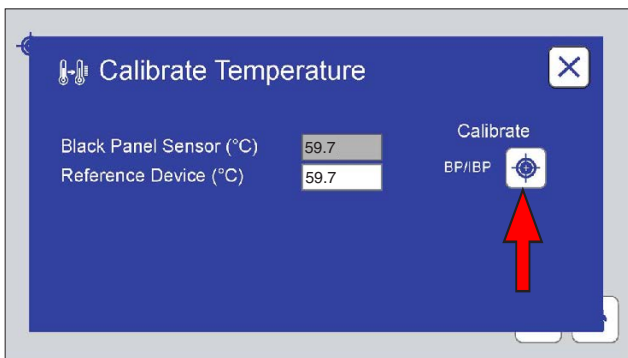 Calibrate Temperature
Black Panel Sensor (°C) 59.7
Reference Device (°C) 59.7
Calibrate
BP/IBP